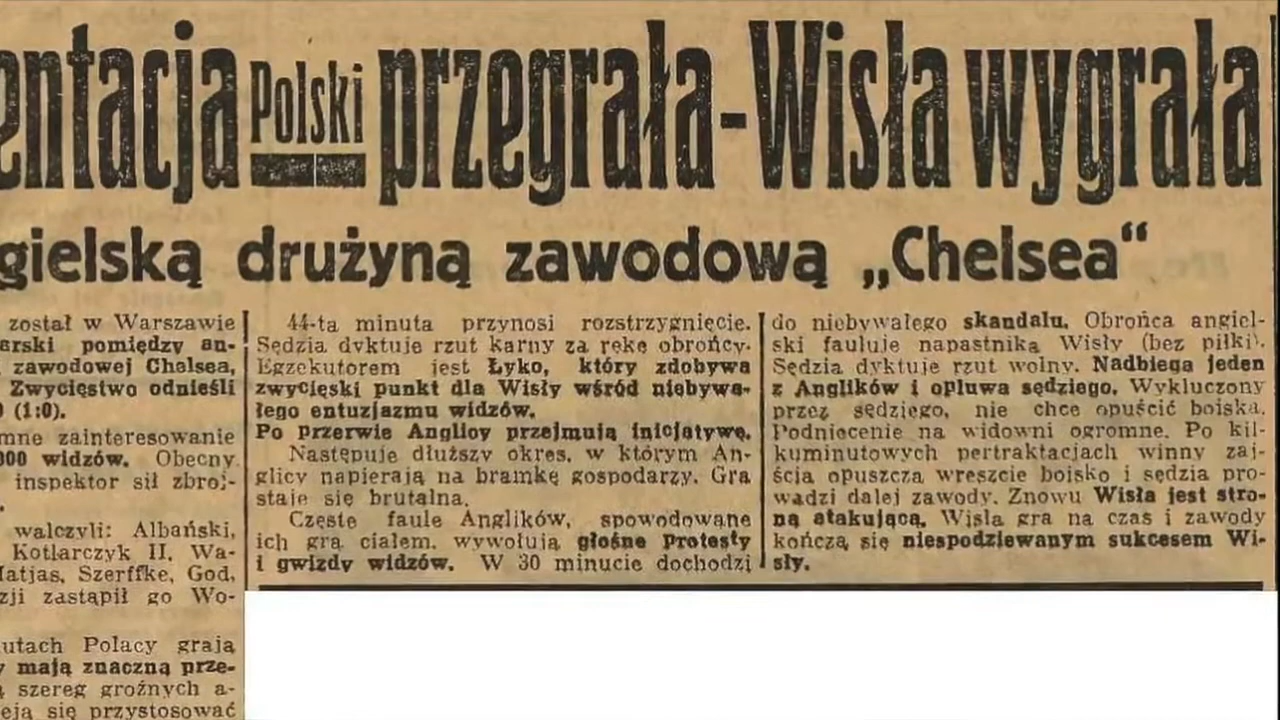 entacja Polski przegrała - Wisła wygrała
gielską drużyną zawodową „Chelsea“
został w Warszawie
arski pomiędzy an-
zawodowej Chelsea,
Zwycięstwo odnieśli
(1:0).
mne zainteresowanie
000 widzów. Obecny
inspektor sił zbroj-
walczyli: Albański,
Kotlarczyk II, Wa-
Matjas, Szerffke, God,
zji zastąpił go Wo-
utach Polacy grają
y mają znaczną prze-
ą szereg groźnych a-
eją się przystosować
44-ta minuta przynosi rozstrzygnięcie.
Sędzia dyktuje rzut karny za rękę obrońcy.
Egzekutorem jest Łyko, który zdobywa
zwycięski punkt dla Wisły wśród niebywa-
łego entuzjazmu widzów.
Po przerwie Anglicy przejmują inicjatywę.
Następuje dłuższy okres, w którym An-
glicy napierają na bramkę gospodarzy. Gra
staje się brutalna.
Częste faule Anglików, spowodowane
ich grą ciałem, wywołują głośne protesty
i gwizdy widzów. W 30 minucie dochodzi
do niebywałego skandalu. Obrońca angiel-
ski fauluje napastnika Wisły (bez piłki).
Sędzia dyktuje rzut wolny. Nadbiega jeden
z Anglików i opluwa sędziego. Wykluczony
przez sędziego, nie chce opuścić boiska.
Podniecenie na widowni ogromne. Po kil-
kuminutowych pertraktacjach winny zaj-
ścia opuszcza wreszcie boisko i sędzia pro-
wadzi dalej zawody. Znowu Wisła jest stro-
ną atakującą. Wisła gra na czas i zawody
kończą się niespodziewanym sukcesem Wi-
sły.